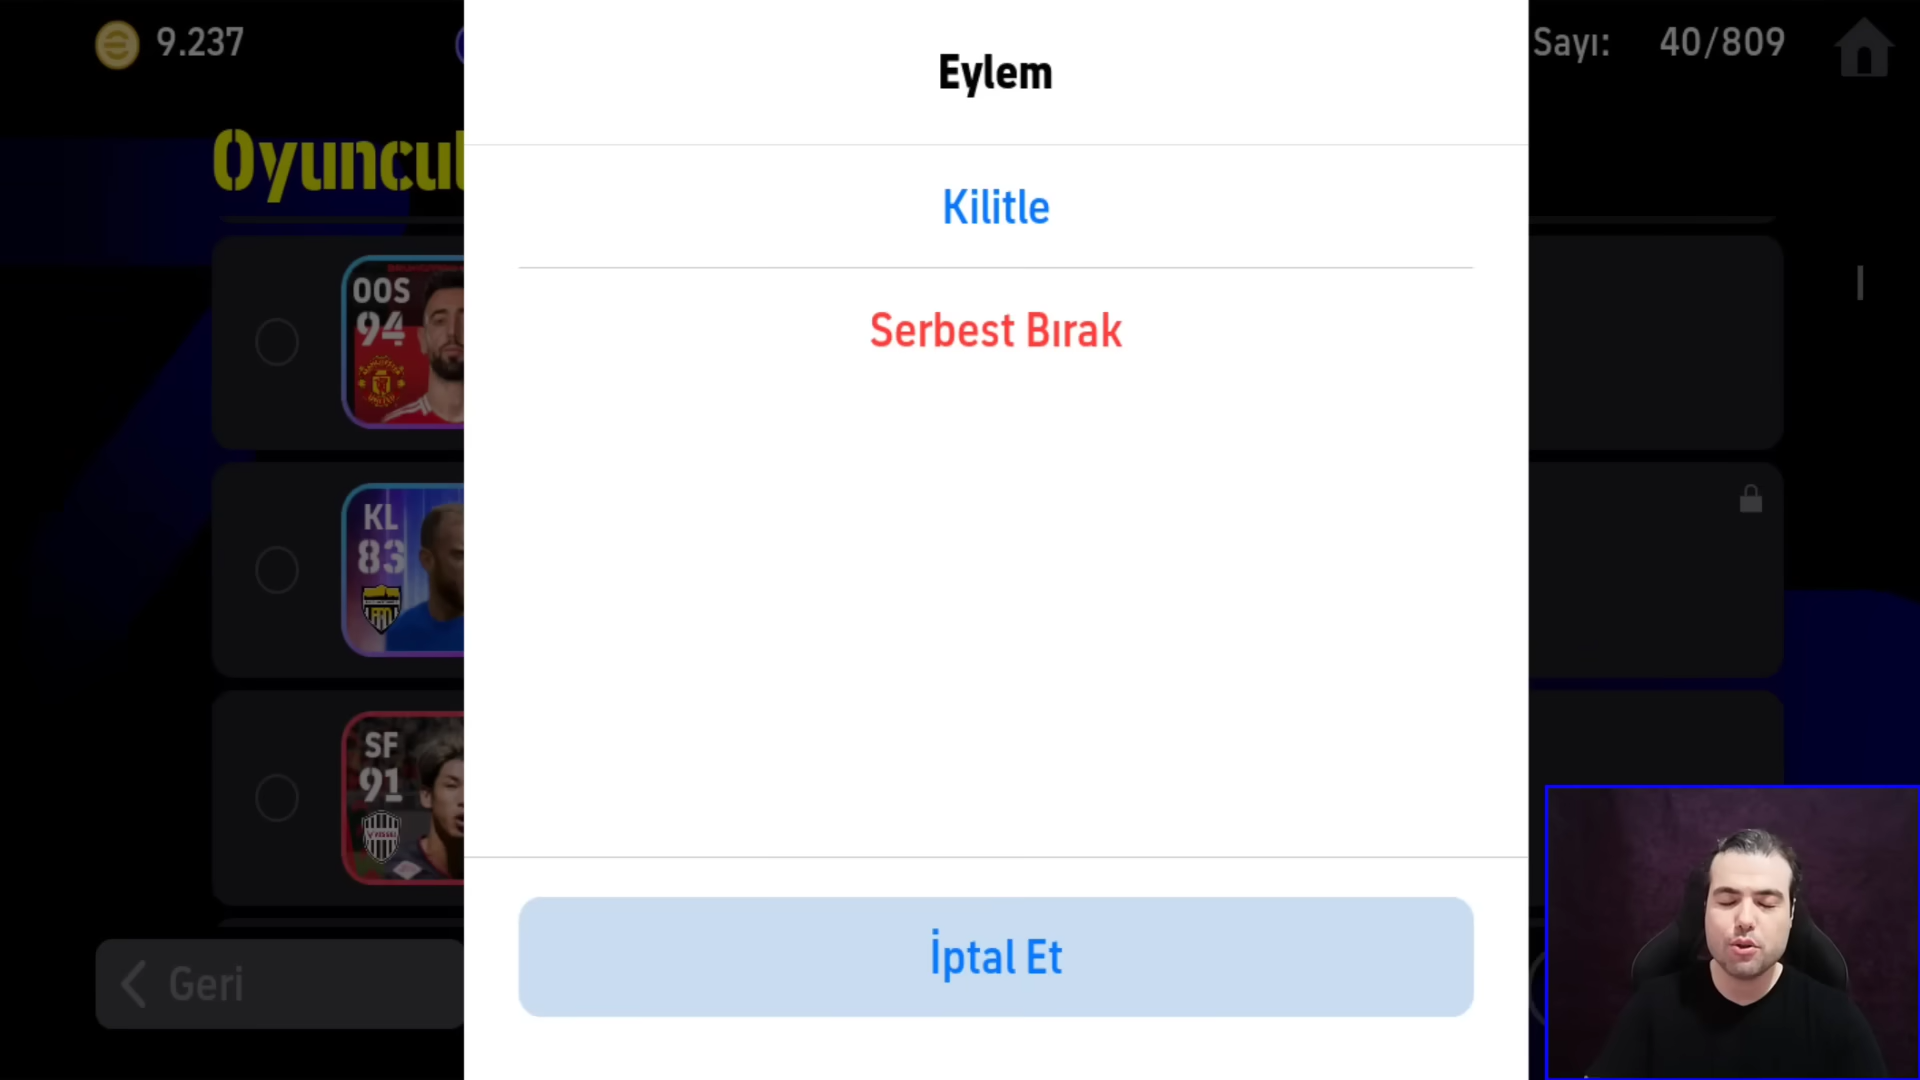 9.237
Sayı: 40/809
Eylem
Oyuncul
Kilitle
Serbest Bırak
OOS
94
KL
83
SF
91
İptal Et
Geri